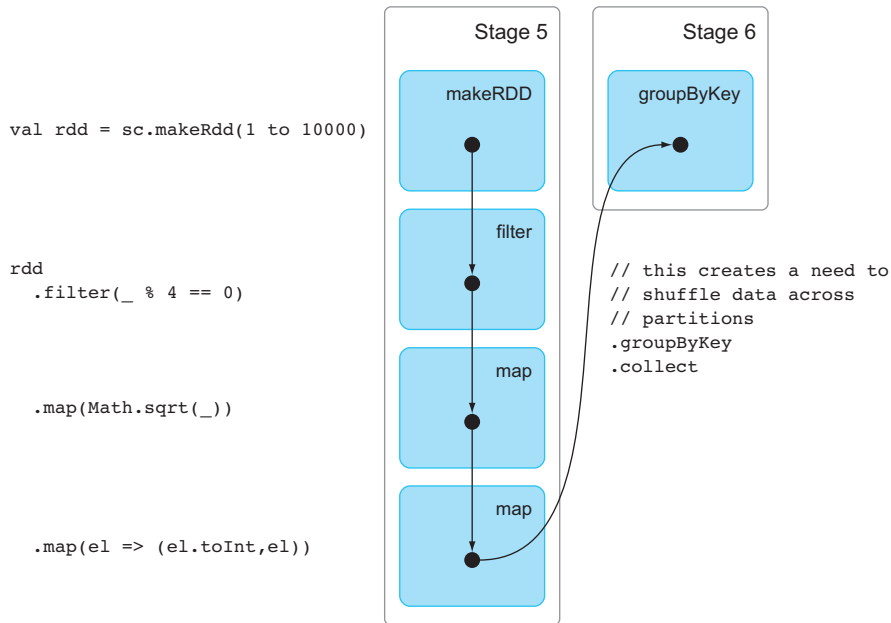 Stage 5
Stage 6
makeRDD
groupByKey
val rdd = sc.makeRdd(1 to 10000)
filter
rdd
.filter(_ % 4 == 0)
// this creates a need to
// shuffle data across
// partitions
.groupByKey
.collect
map
.map(Math.sqrt(_))
map
.map(el => (el.toInt,el))